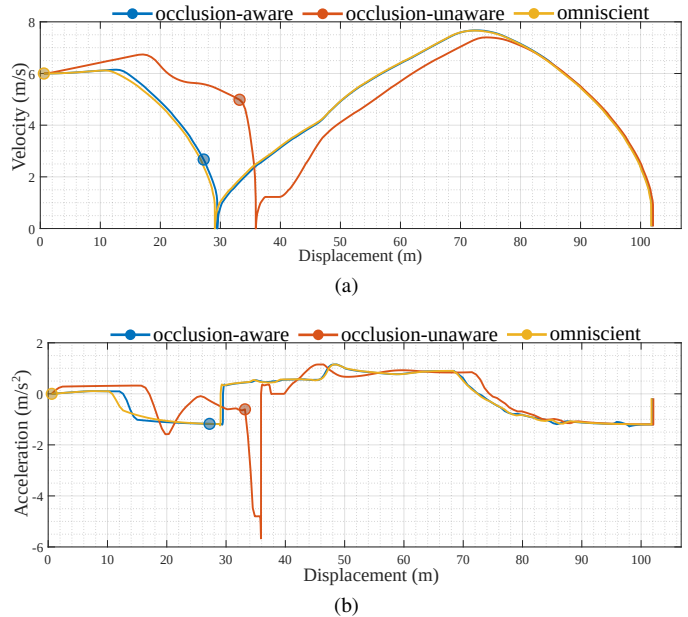 occlusion-aware occlusion-unaware omniscient
8
6
4
2
0
Velocity (m/s)
0 10 20 30 40 50 60 70 80 90 100
Displacement (m)
(a)
occlusion-aware occlusion-unaware omniscient
2
0
-2
-4
-6
Acceleration (m/s²)
0 10 20 30 40 50 60 70 80 90 100
Displacement (m)
(b)